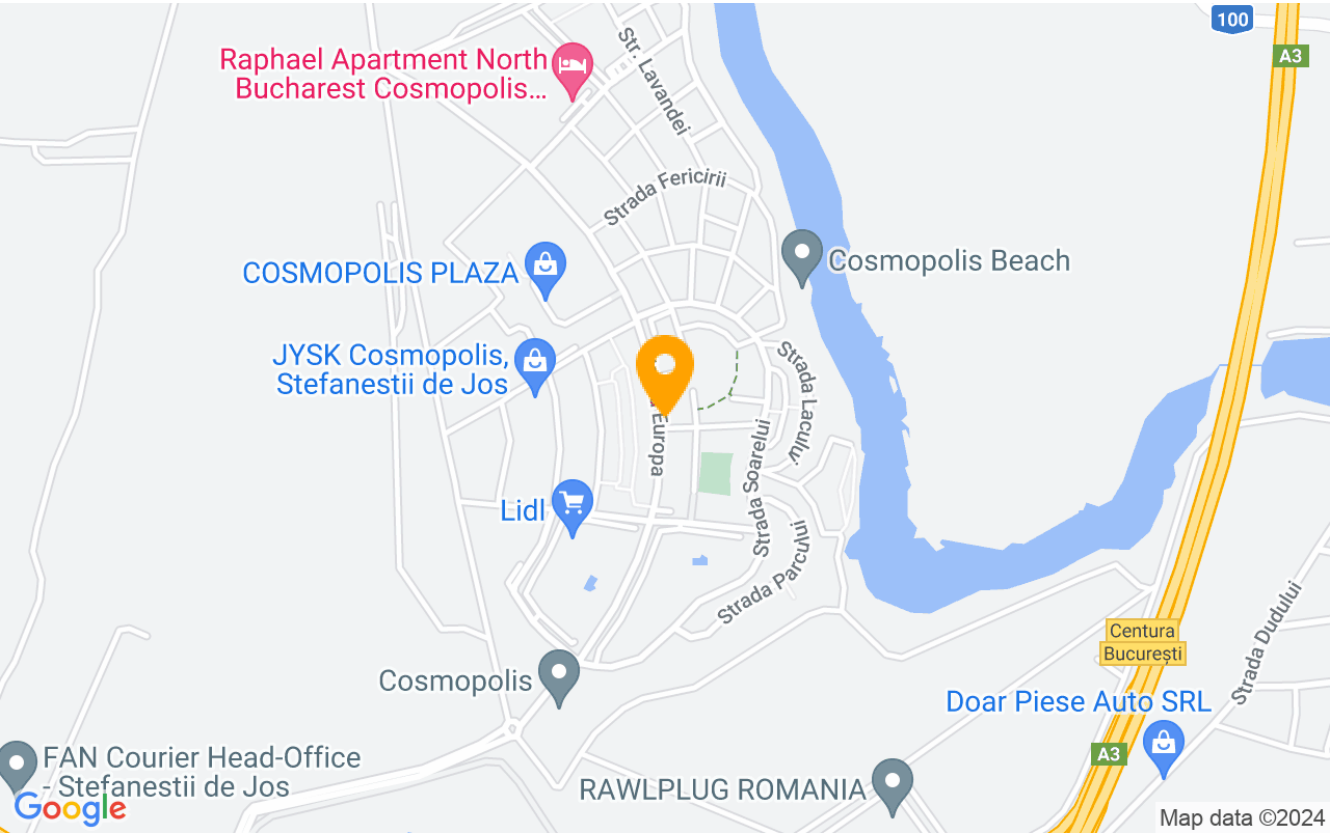 100
A3
Raphael Apartment North
Bucharest Cosmopolis...
Str. Lavandei
Strada Fericirii
Cosmopolis Beach
COSMOPOLIS PLAZA
JYSK Cosmopolis,
Stefanestii de Jos
Strada Lacului
Europa
Strada Soarelui
Lidl
Strada Parcului
Centura
București
Strada Dudului
Cosmopolis
Doar Piese Auto SRL
A3
FAN Courier Head-Office
- Stefanestii de Jos
RAWLPLUG ROMANIA
Google
Map data ©2024